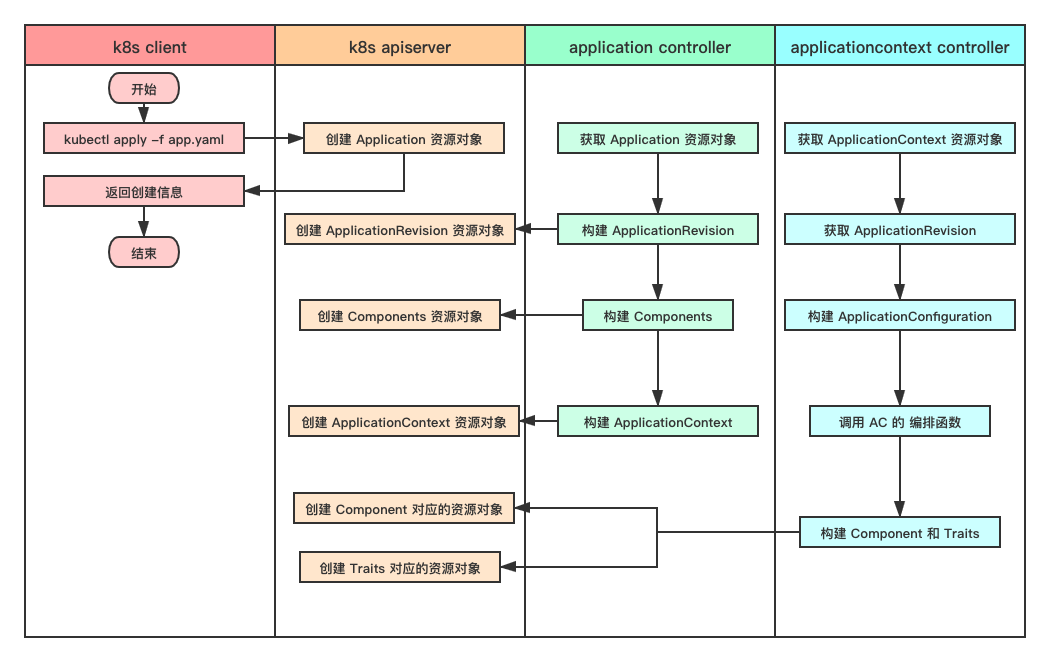 k8s client
k8s apiserver
application controller
applicationcontext controller
开始
kubectl apply –f app.yaml
创建 Application 资源对象
获取 Application 资源对象
获取 ApplicationContext 资源对象
返回创建信息
创建 ApplicationRevision 资源对象
构建 ApplicationRevision
获取 ApplicationRevision
结束
创建 Components 资源对象
构建 Components
构建 ApplicationConfiguration
创建 ApplicationContext 资源对象
构建 ApplicationContext
调用 AC 的 编排函数
创建 Component 对应的资源对象
构建 Component 和 Traits
创建 Traits 对应的资源对象